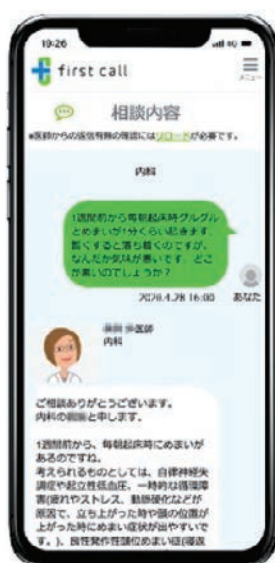 19:26
4G
first call
メニュー
相談内容
※医師からの返信有無の確認にはリロードが必要です。
内科
1週間前から毎朝起床時グルグル
とめまいが1分くらい起きます。
暫くすると落ち着くのですが、
なんだか気味が悪いです。どこ
が悪いのでしょうか？
2020.4.28 16:00 あなた
医師
内科
ご相談ありがとうございます。
内科の と申します。
1週間前から、毎朝起床時にめまいが
あるのですね。
考えられるものとしては、自律神経失
調症や起立性低血圧、一時的な循環障
害(疲れやストレス、動脈硬化などが
原因で、立ち上がった時や頭の位置が
上がった時にめまい症状が出やすいで
す。)、良性発作性頭位めまい症(寝返